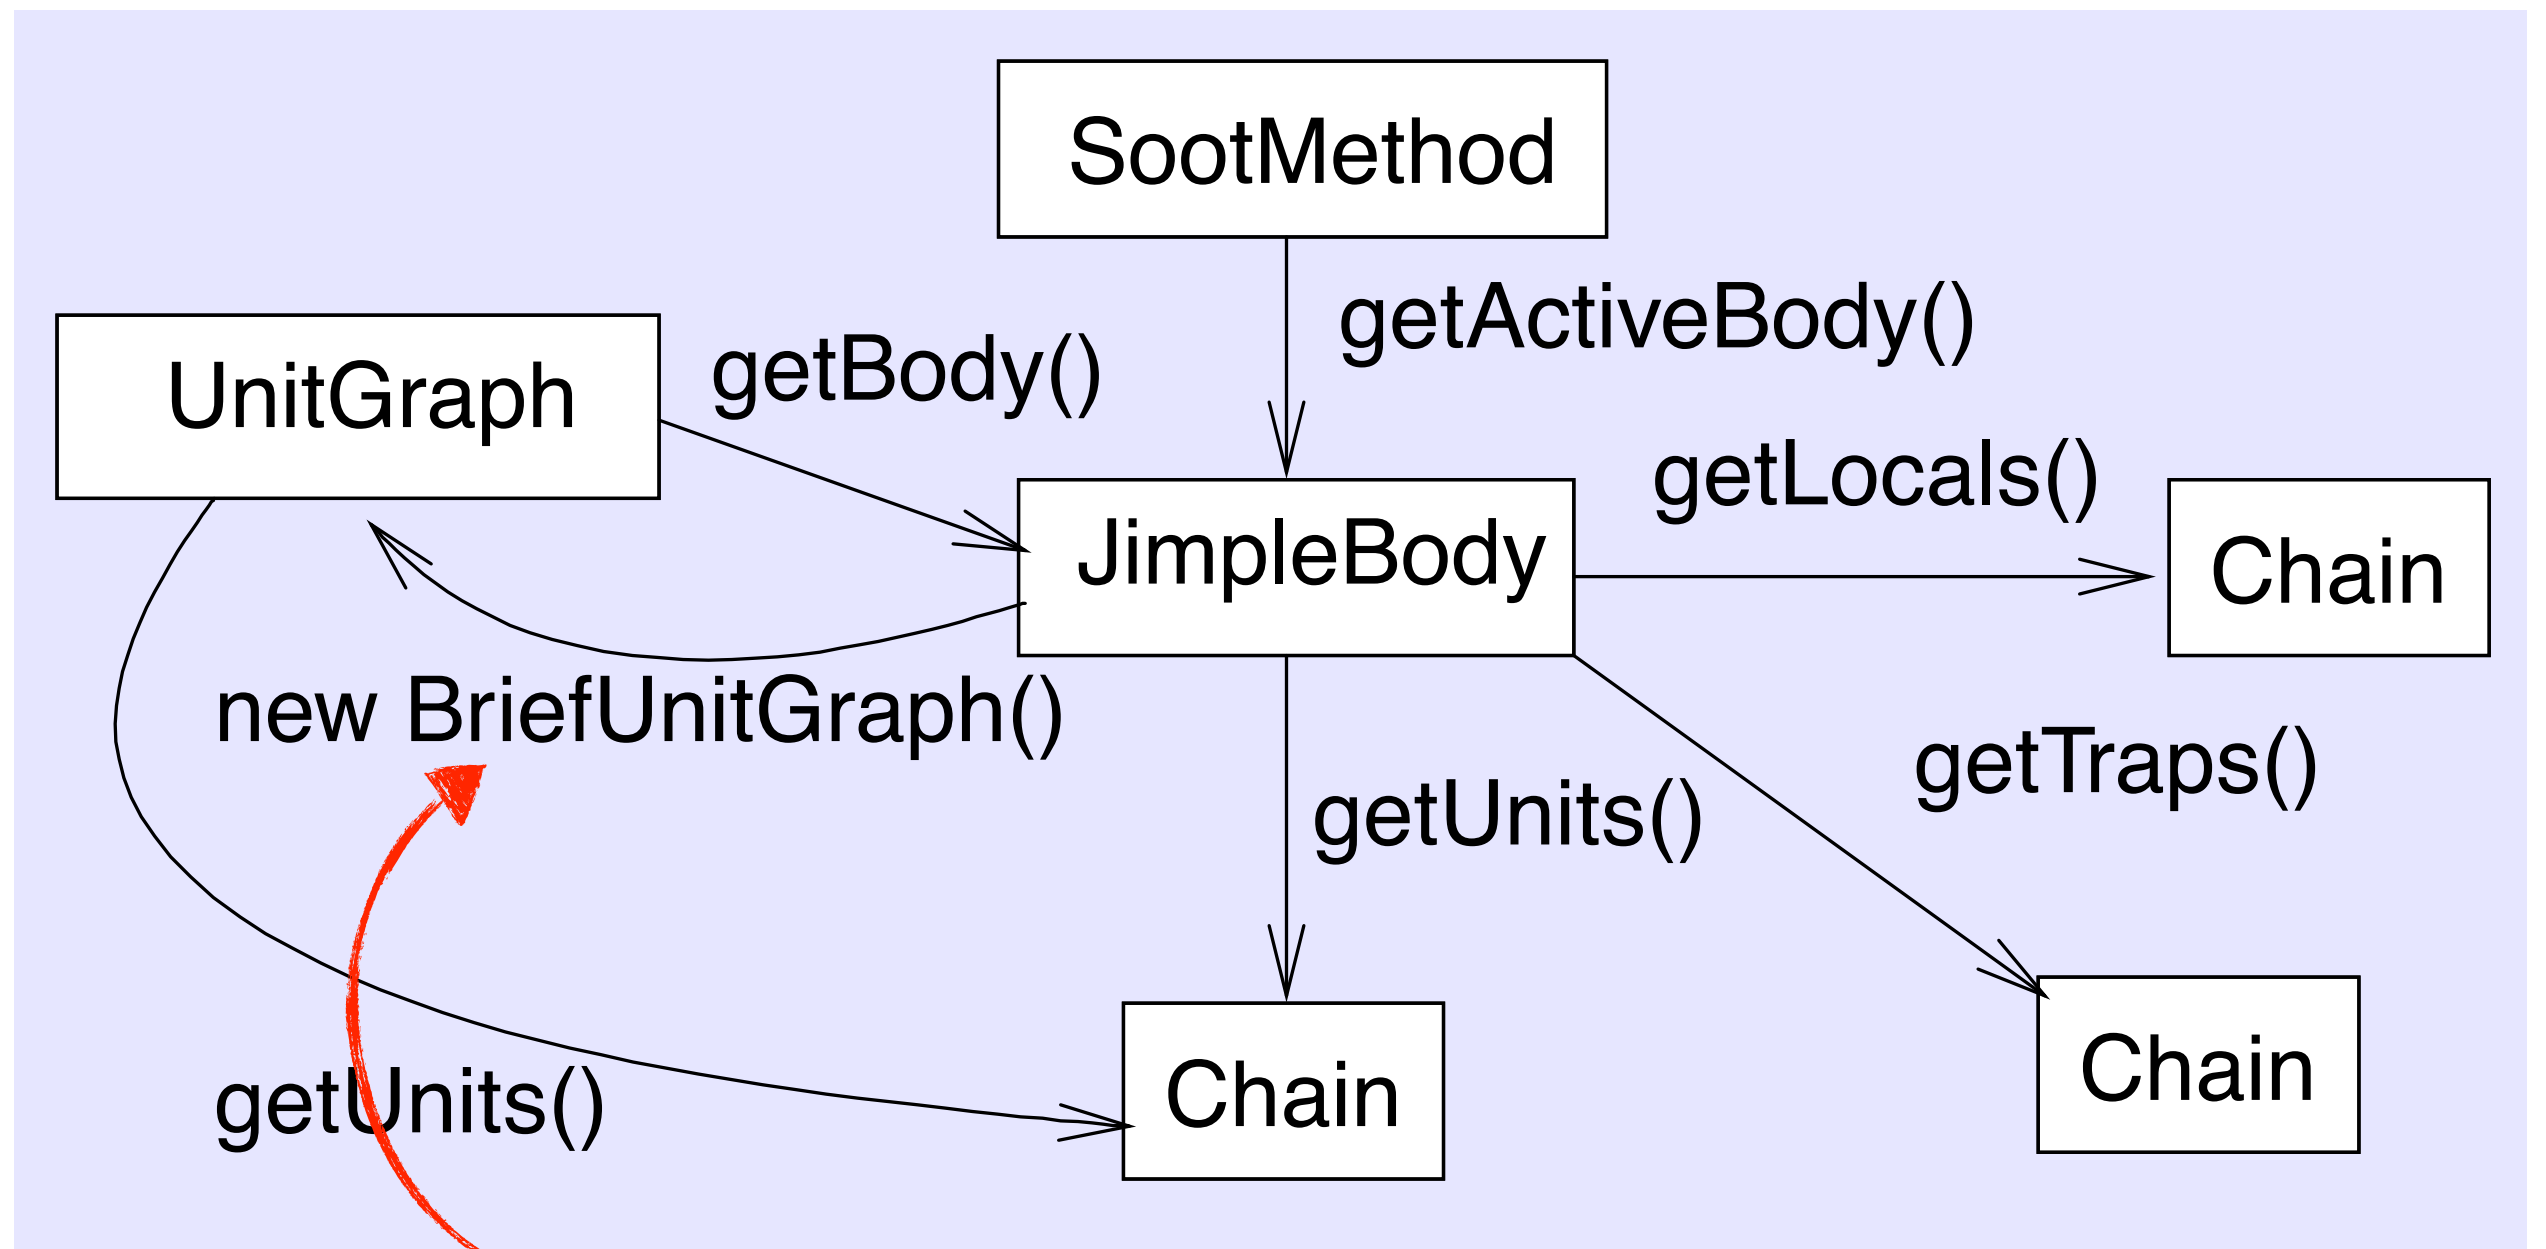 SootMethod
getActiveBody()
UnitGraph
getBody()
getLocals()
JimpleBody
Chain
new BriefUnitGraph()
getUnits()
getTraps()
getUnits()
Chain
Chain